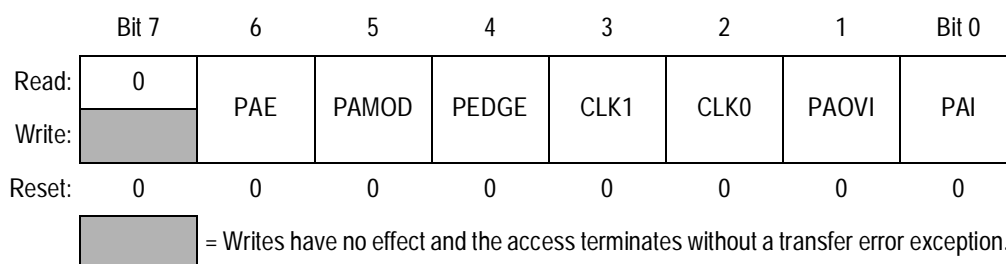 Bit 7 6 5 4 3 2 1 Bit 0
Read: 0 PAE PAMOD PEDGE CLK1 CLK0 PAOVI PAI
Write:
Reset: 0 0 0 0 0 0 0 0
= Writes have no effect and the access terminates without a transfer error exception.